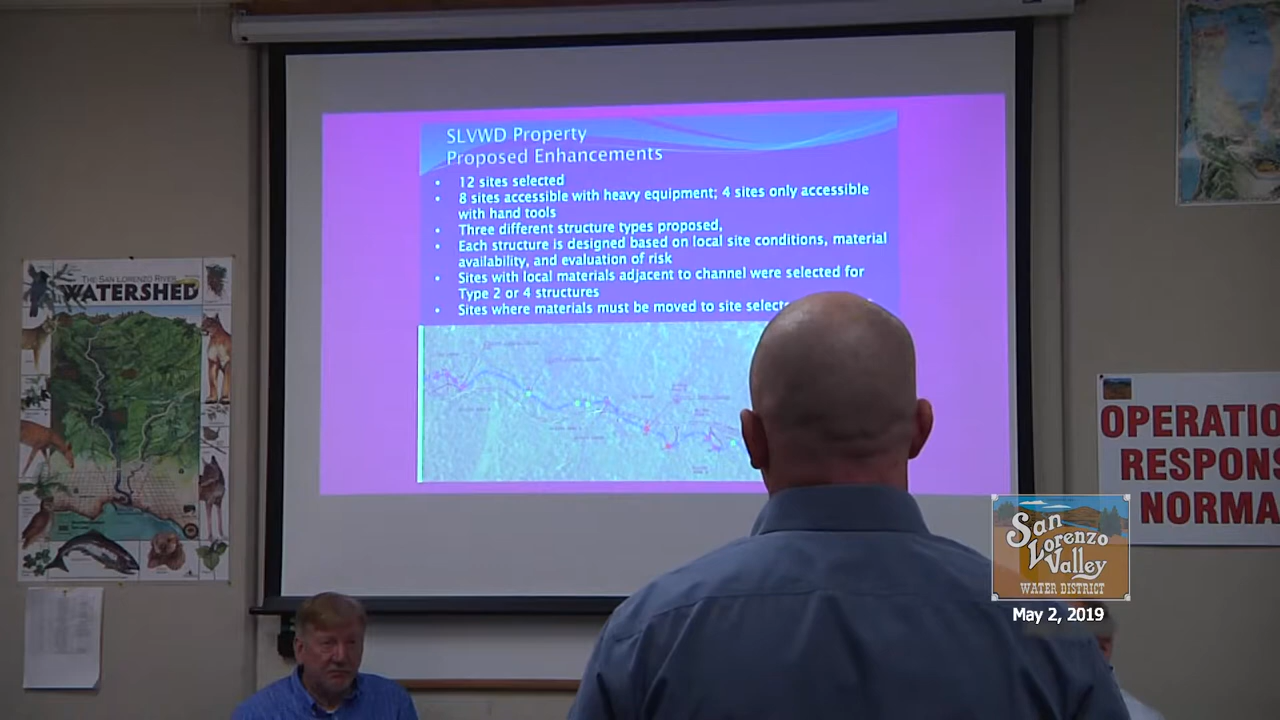 SLVWD Property
Proposed Enhancements
• 12 sites selected
• 8 sites accessible with heavy equipment; 4 sites only accessible
with hand tools
• Three different structure types proposed,
• Each structure is designed based on local site conditions, material
availability, and evaluation of risk
• Sites with local materials adjacent to channel were selected for
Type 2 or 4 structures
• Sites where materials must be moved to site
THE SAN LORENZO RIVER
WATERSHED
OPERATIO
RESPONS
NORMA
San
Lorenzo
Valley
WATER DISTRICT
May 2, 2019